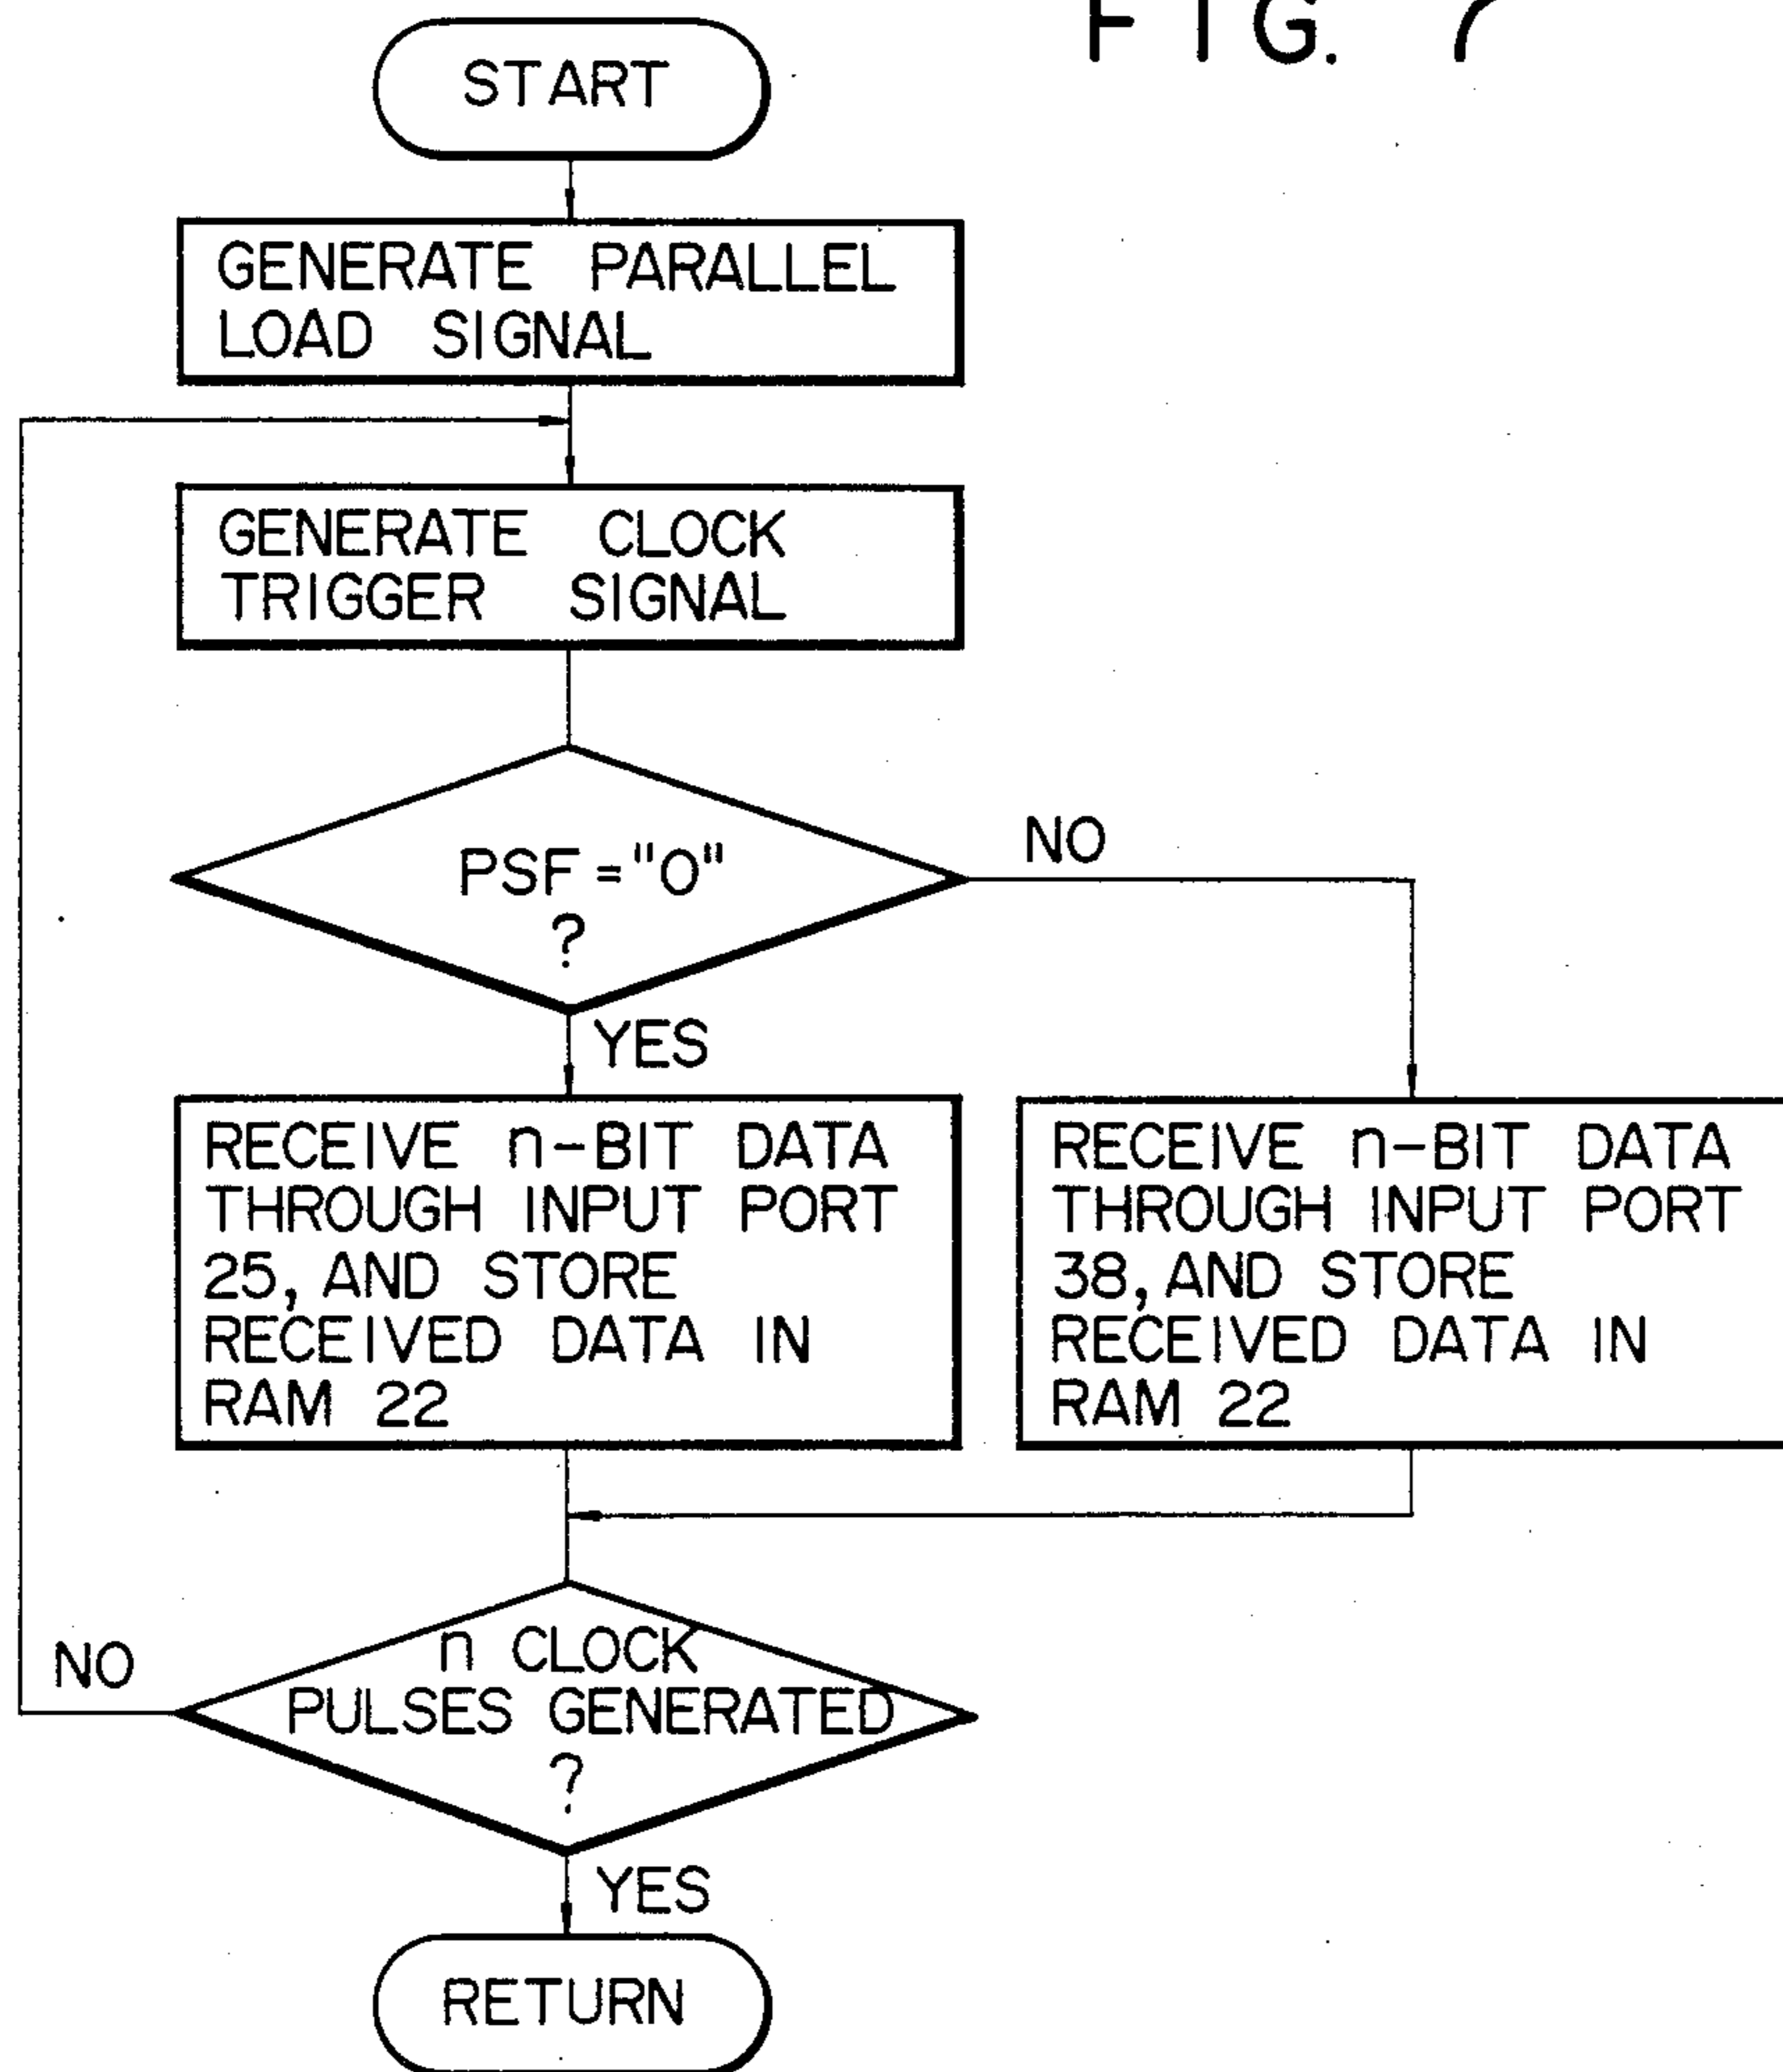 FIG. 7
START
GENERATE PARALLEL
LOAD SIGNAL
GENERATE CLOCK
TRIGGER SIGNAL
PSF="0"
?
NO
YES
RECEIVE n-BIT DATA
THROUGH INPUT PORT
25, AND STORE
RECEIVED DATA IN
RAM 22
RECEIVE n-BIT DATA
THROUGH INPUT PORT
38, AND STORE
RECEIVED DATA IN
RAM 22
n CLOCK
PULSES GENERATED
?
NO
YES
RETURN